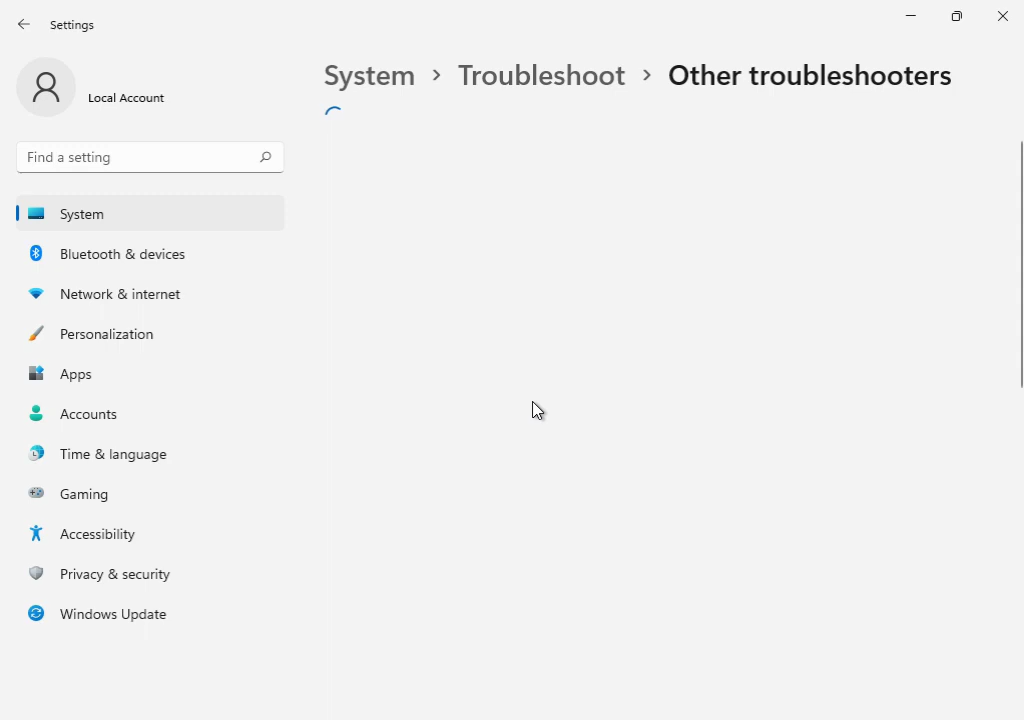 Settings
Local Account
Find a setting
System
Bluetooth & devices
Network & internet
Personalization
Apps
Accounts
Time & language
Gaming
Accessibility
Privacy & security
Windows Update
System > Troubleshoot > Other troubleshooters